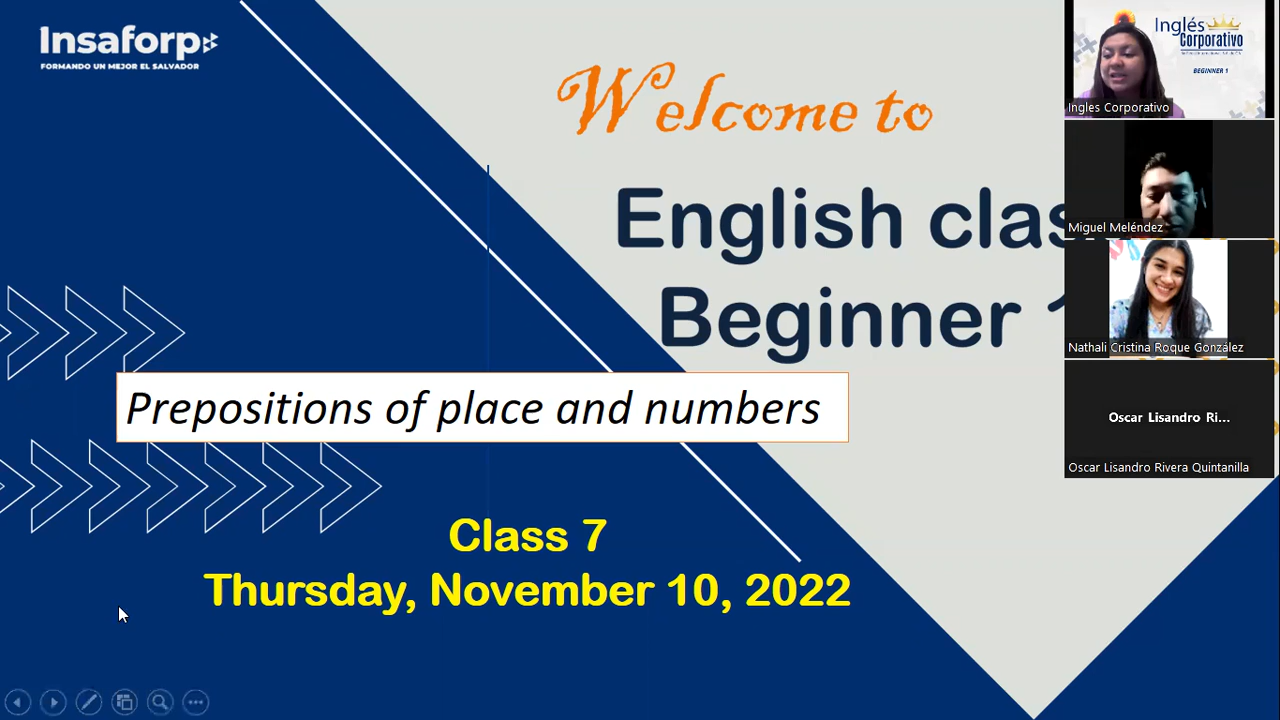 Insaforp
FORMANDO UN MEJOR EL SALVADOR
Welcome to
English clas
Beginner 1
Prepositions of place and numbers
Class 7
Thursday, November 10, 2022
Inglés
Corporativo
BEGINNER 1
Ingles Corporativo
Miguel Meléndez
Nathali Cristina Roque González
Oscar Lisandro Ri...
Oscar Lisandro Rivera Quintanilla